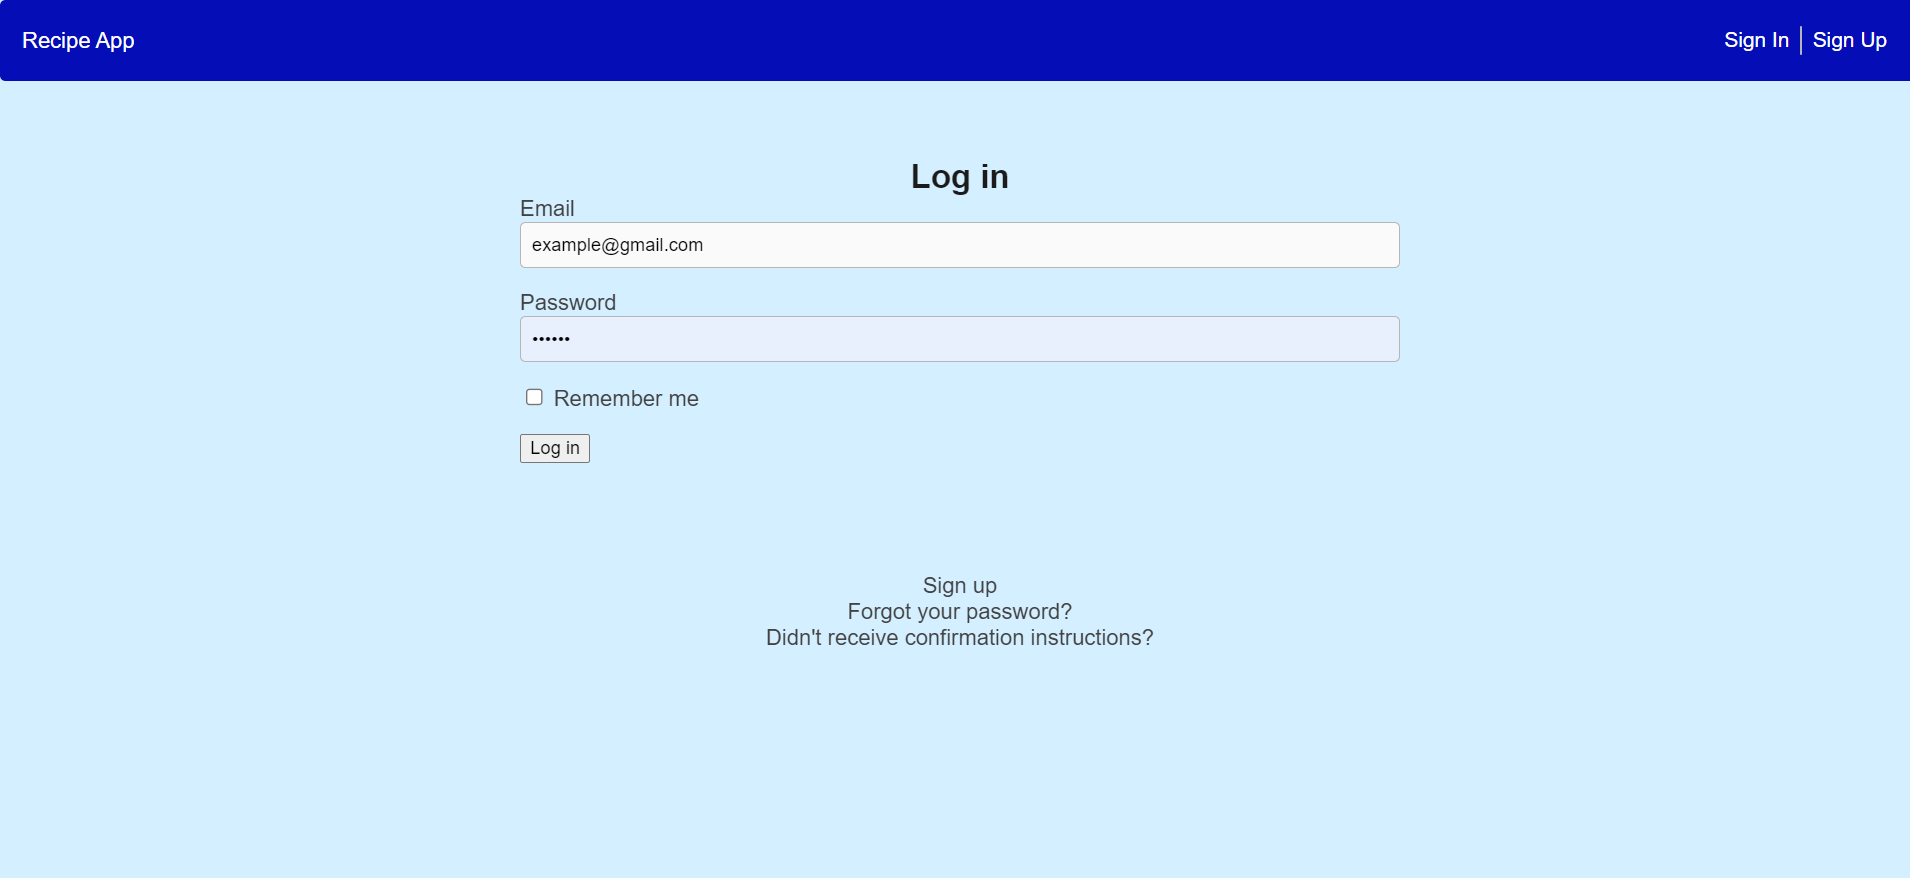 Recipe App
Sign In
Sign Up
Log in
Email
example@gmail.com
Password
••••••
Remember me
Log in
Sign up
Forgot your password?
Didn't receive confirmation instructions?